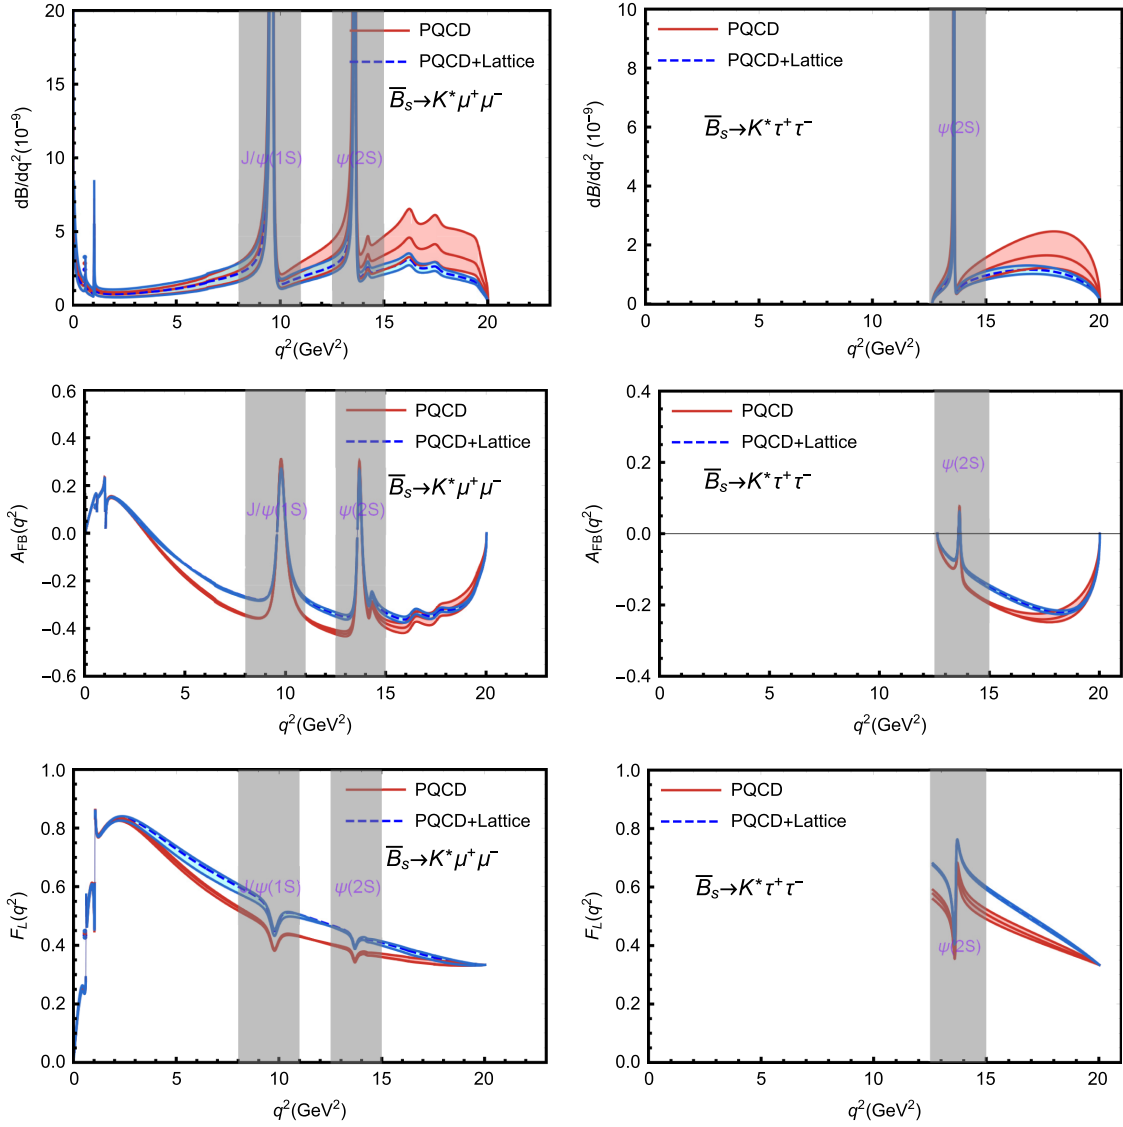 20
15
10
5
0
0 5 10 15 20
dB/dq²(10⁻⁹)
q²(GeV²)
PQCD
PQCD+Lattice
B̅ₛ→K*μ⁺μ⁻
J/ψ(1S)
ψ(2S)
10
8
6
4
2
0
0 5 10 15 20
dB/dq² (10⁻⁹)
q²(GeV²)
PQCD
PQCD+Lattice
B̅ₛ→K*τ⁺τ⁻
ψ(2S)
0.6
0.4
0.2
0.0
−0.2
−0.4
−0.6
0 5 10 15 20
A_FB(q²)
q²(GeV²)
PQCD
PQCD+Lattice
B̅ₛ→K*μ⁺μ⁻
J/ψ(1S)
ψ(2S)
0.4
0.2
0.0
−0.2
−0.4
0 5 10 15 20
A_FB(q²)
q²(GeV²)
PQCD
PQCD+Lattice
B̅ₛ→K*τ⁺τ⁻
ψ(2S)
1.0
0.8
0.6
0.4
0.2
0.0
0 5 10 15 20
F_L(q²)
q²(GeV²)
PQCD
PQCD+Lattice
B̅ₛ→K*μ⁺μ⁻
J/ψ(1S)
ψ(2S)
1.0
0.8
0.6
0.4
0.2
0.0
0 5 10 15 20
F_L(q²)
q²(GeV²)
PQCD
PQCD+Lattice
B̅ₛ→K*τ⁺τ⁻
ψ(2S)